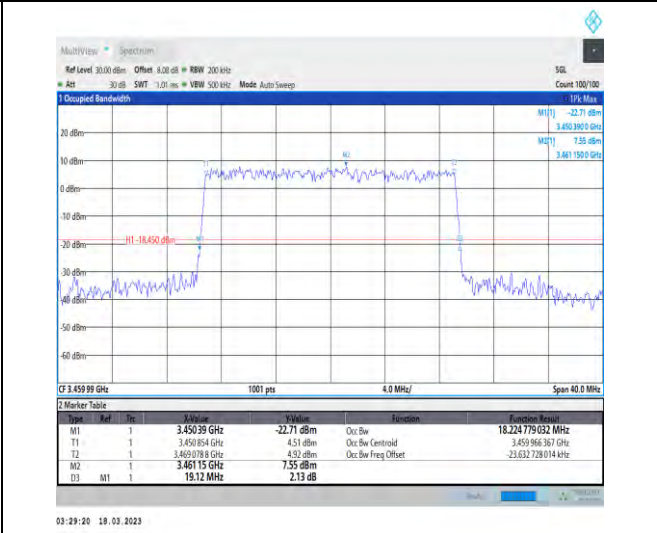 MultiView Spectrum
Ref Level 30.00 dBm Offset 8.00 dB RBW 200 kHz SGL
Att 30 dB SWT 1.01 ms VBW 500 kHz Mode Auto Sweep Count 100/100
1 Occupied Bandwidth 1Pk Max
M1[1] -22.71 dBm
3.450 390 0 GHz
M2[1] 7.55 dBm
3.461 150 0 GHz
20 dBm
10 dBm
M2
T1
T2
0 dBm
-10 dBm
H1 -18.450 dBm
M1
D3
-20 dBm
-30 dBm
-40 dBm
-50 dBm
-60 dBm
CF 3.459 99 GHz 1001 pts 4.0 MHz/ Span 40.0 MHz
2 Marker Table
Type Ref Trc X-Value Y-Value Function Function Result
M1 1 3.450 39 GHz -22.71 dBm Occ Bw 18.224 779 032 MHz
T1 1 3.450 854 GHz 4.51 dBm Occ Bw Centroid 3.459 966 367 GHz
T2 1 3.469 078 8 GHz 4.92 dBm Occ Bw Freq Offset -23.632 728 014 kHz
M2 1 3.461 15 GHz 7.55 dBm
D3 M1 1 19.12 MHz 2.13 dB
03:29:20 18.03.2023